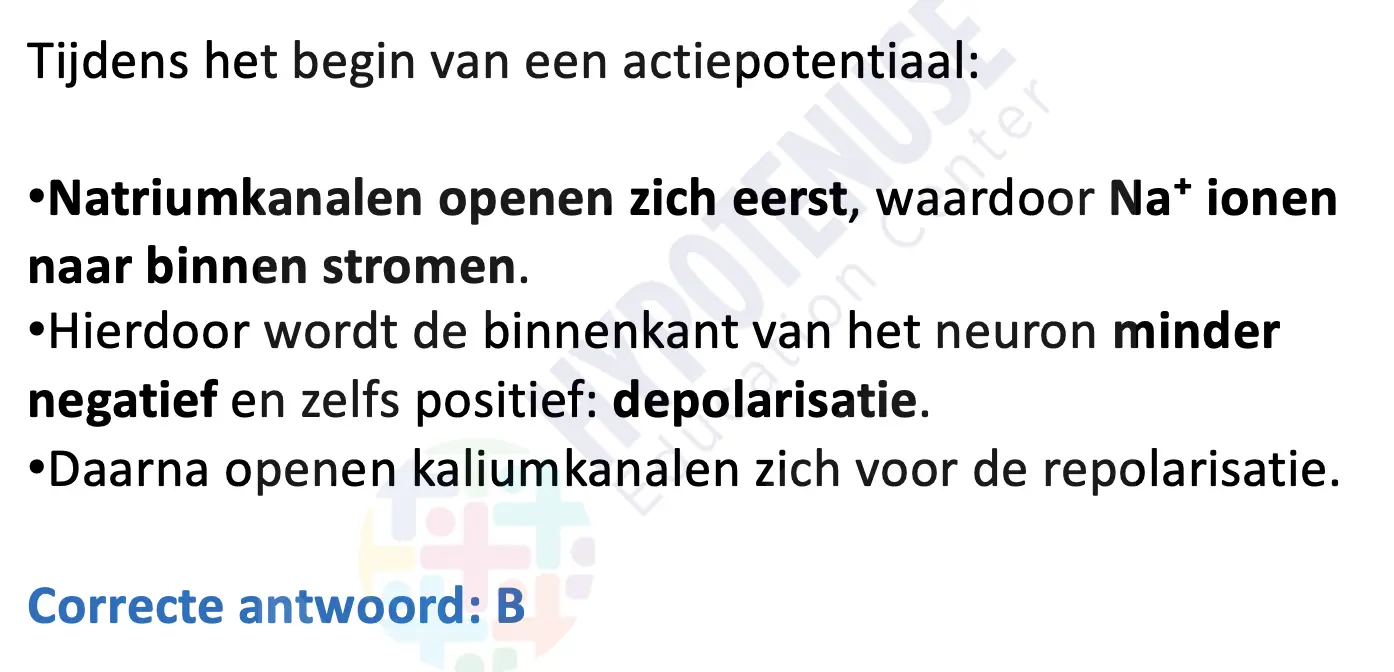 Tijdens het begin van een actiepotentiaal:
•Natriumkanalen openen zich eerst, waardoor Na⁺ ionen
naar binnen stromen.
•Hierdoor wordt de binnenkant van het neuron minder
negatief en zelfs positief: depolarisatie.
•Daarna openen kaliumkanalen zich voor de repolarisatie.
Correcte antwoord: B
HYPOTENUSE
Education Center